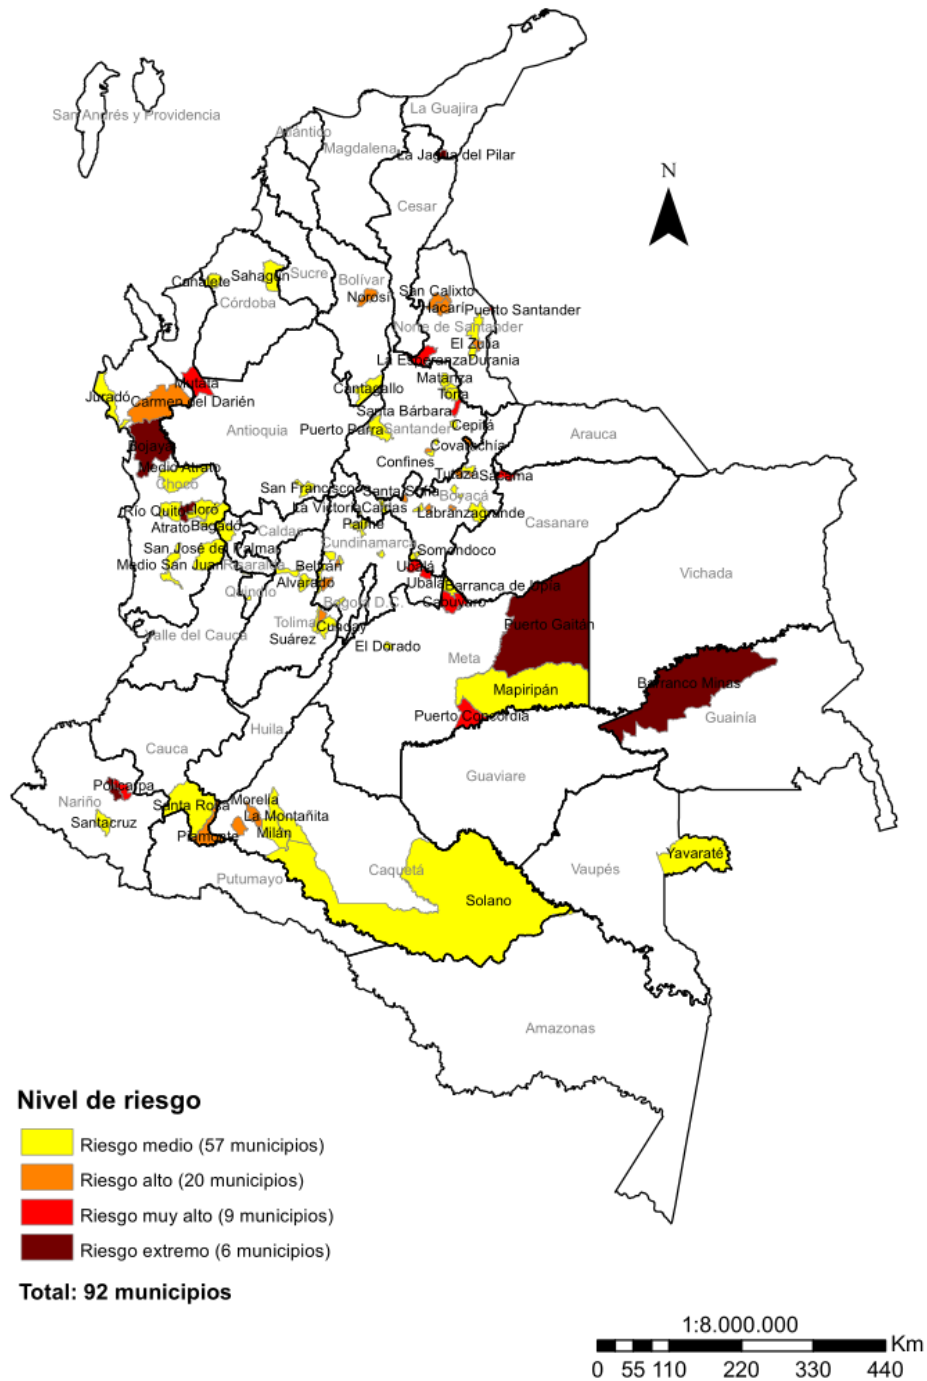 La Guajira
San Andrés y Providencia
Atlántico
Magdalena
La Jagua del Pilar
N
Cesar
Canalete
Sahagún
Sucre
Bolívar
Córdoba
Norosí
San Calixto
Hacarí
Puerto Santander
Norte de Santander
El Zulia
La Esperanza
Durania
Mutatá
Matanza
Cantagallo
Tona
Juradó
Carmen del Darién
Santa Bárbara
Cepitá
Antioquia
Puerto Parra
Santander
Arauca
Bojayá
Covarachía
Confines
Medio Atrato
Chocó
Tutazá
Sácama
San Francisco
Santa Sofía
Boyacá
Río Quito
Lloró
La Victoria
Caldas
Labranzagrande
Casanare
Atrato
Bagadó
Palme
Caldas
Cundinamarca
San José del Palmar
Somondoco
Medio San Juan
Risaralda
Beltrán
Ubalá
Vichada
Alvarado
Ubalá
Barranca de Upía
Quindío
Bogotá D.C.
Cabuyaro
Tolima
Cunday
Puerto Gaitán
Valle del Cauca
Suárez
El Dorado
Meta
Barranco Minas
Mapiripán
Puerto Concordia
Guainía
Huila
Cauca
Guaviare
Policarpa
Nariño
Santa Rosa
Morelia
La Montañita
Santacruz
Piamonte
Milán
Yavaraté
Caquetá
Vaupés
Putumayo
Solano
Amazonas
Nivel de riesgo
Riesgo medio (57 municipios)
Riesgo alto (20 municipios)
Riesgo muy alto (9 municipios)
Riesgo extremo (6 municipios)
Total: 92 municipios
1:8.000.000
Km
0 55 110 220 330 440